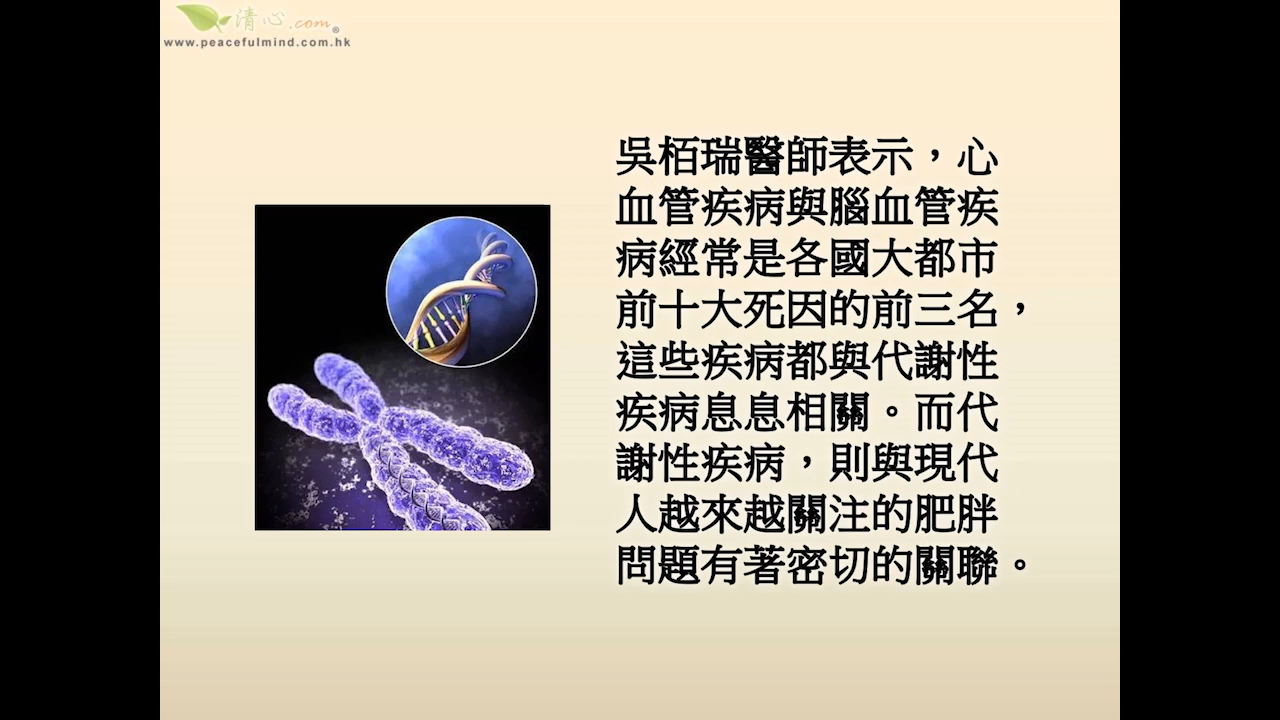 清心.com®
www.peacefulmind.com.hk
吳栢瑞醫師表示，心
血管疾病與腦血管疾
病經常是各國大都市
前十大死因的前三名，
這些疾病都與代謝性
疾病息息相關。而代
謝性疾病，則與現代
人越來越關注的肥胖
問題有著密切的關聯。